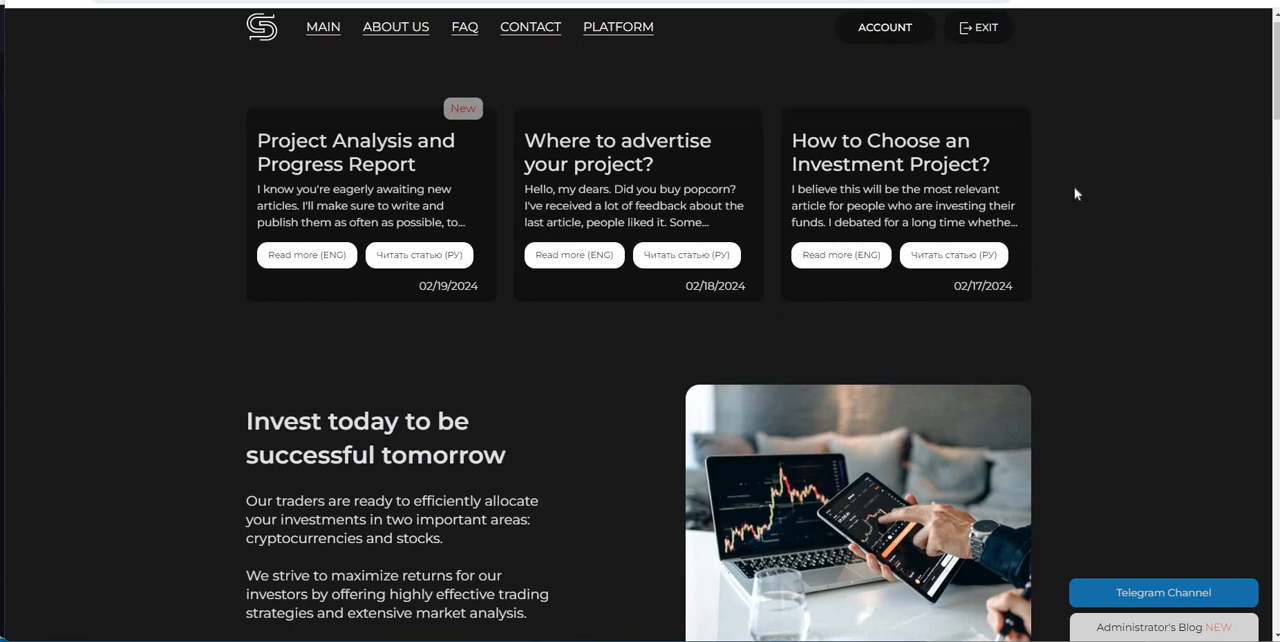 MAIN ABOUT US FAQ CONTACT PLATFORM ACCOUNT EXIT
New
Project Analysis and
Progress Report
I know you're eagerly awaiting new
articles. I'll make sure to write and
publish them as often as possible, to...
Read more (ENG) Читать статью (РУ)
02/19/2024
Where to advertise
your project?
Hello, my dears. Did you buy popcorn?
I've received a lot of feedback about the
last article, people liked it. Some...
Read more (ENG) Читать статью (РУ)
02/18/2024
How to Choose an
Investment Project?
I believe this will be the most relevant
article for people who are investing their
funds. I debated for a long time whethe...
Read more (ENG) Читать статью (РУ)
02/17/2024
Invest today to be
successful tomorrow
Our traders are ready to efficiently allocate
your investments in two important areas:
cryptocurrencies and stocks.
We strive to maximize returns for our
investors by offering highly effective trading
strategies and extensive market analysis.
Telegram Channel
Administrator's Blog NEW